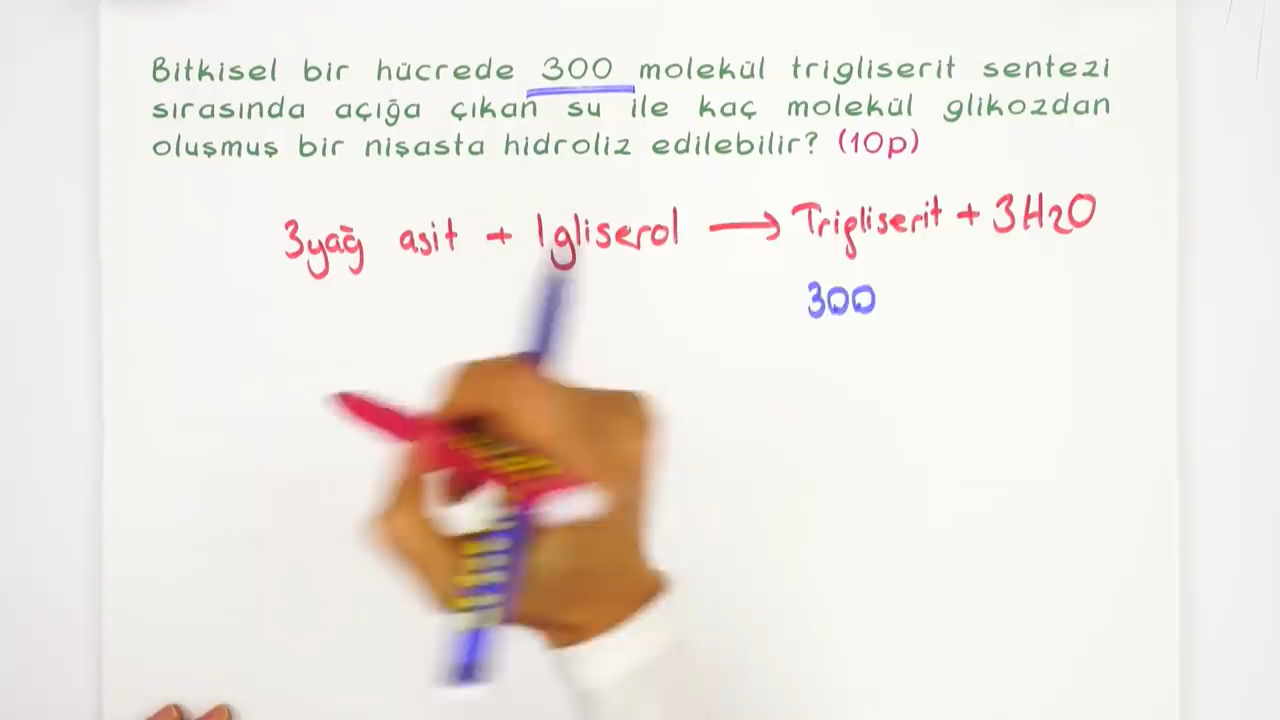 Bitkisel bir hücrede 300 molekül trigliserit sentezi
sırasında açığa çıkan su ile kaç molekül glikozdan
oluşmuş bir nişasta hidroliz edilebilir? (10p)
3yağ asit + 1gliserol → Trigliserit + 3H2O
300